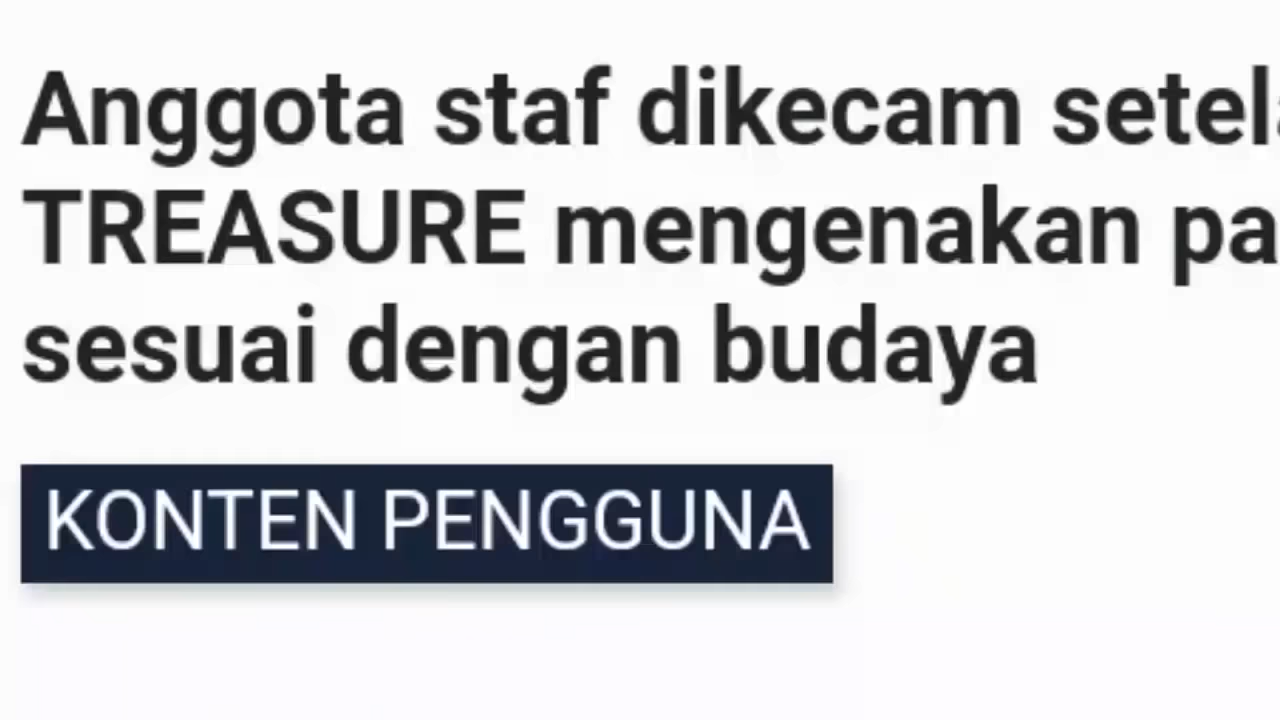 Anggota staf dikecam
TREASURE mengenakan
sesuai dengan budaya
KONTEN PENGGUNA